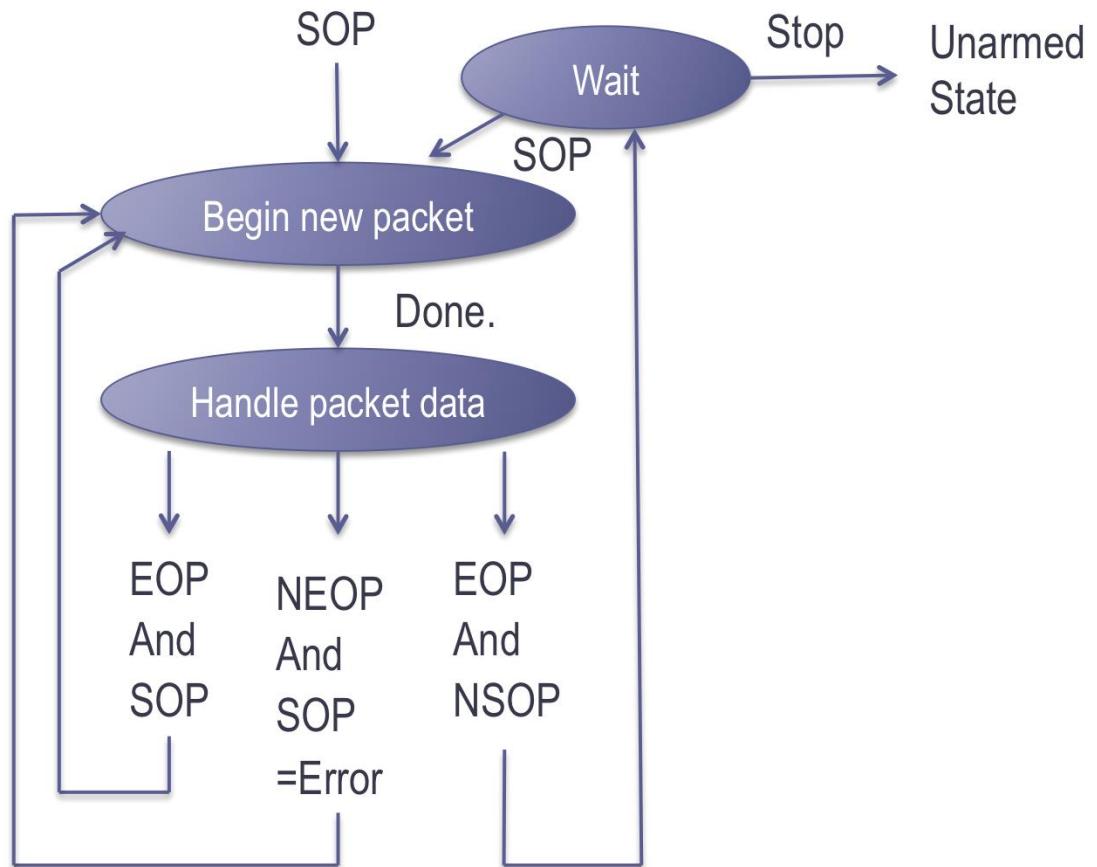 SOP
Wait
Stop
Unarmed
State
SOP
Begin new packet
Done.
Handle packet data
EOP
And
SOP
NEOP
And
SOP
=Error
EOP
And
NSOP